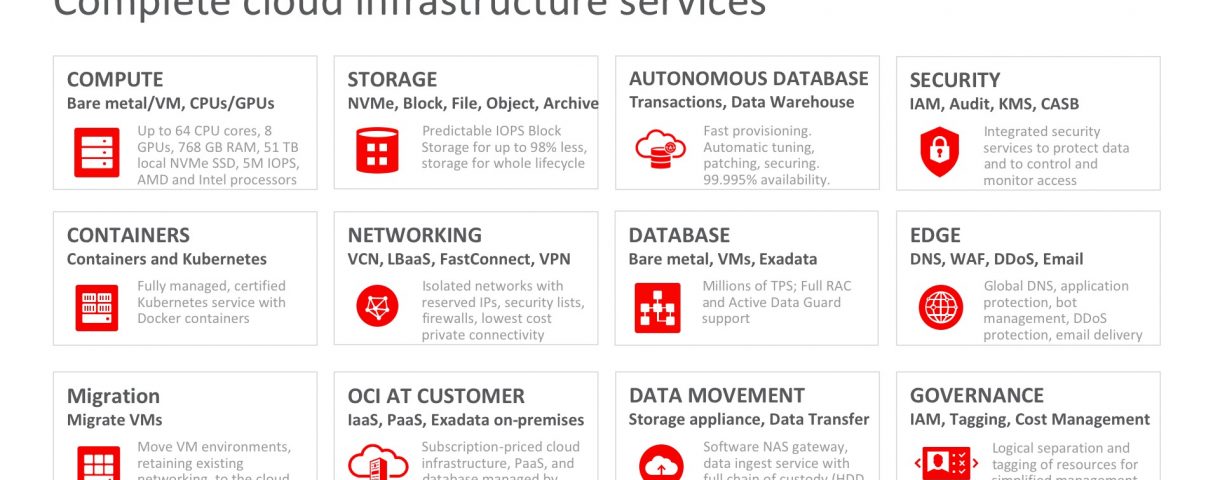 Complete cloud infrastructure services
COMPUTE
Bare metal/VM, CPUs/GPUs
Up to 64 CPU cores, 8
GPUs, 768 GB RAM, 51 TB
local NVMe SSD, 5M IOPS,
AMD and Intel processors
STORAGE
NVMe, Block, File, Object, Archive
Predictable IOPS Block
Storage for up to 98% less,
storage for whole lifecycle
AUTONOMOUS DATABASE
Transactions, Data Warehouse
Fast provisioning.
Automatic tuning,
patching, securing.
99.995% availability.
SECURITY
IAM, Audit, KMS, CASB
Integrated security
services to protect data
and to control and
monitor access
CONTAINERS
Containers and Kubernetes
Fully managed, certified
Kubernetes service with
Docker containers
NETWORKING
VCN, LBaaS, FastConnect, VPN
Isolated networks with
reserved IPs, security lists,
firewalls, lowest cost
private connectivity
DATABASE
Bare metal, VMs, Exadata
Millions of TPS; Full RAC
and Active Data Guard
support
EDGE
DNS, WAF, DDoS, Email
Global DNS, application
protection, bot
management, DDoS
protection, email delivery
Migration
Migrate VMs
Move VM environments,
retaining existing
networking, to the cloud
OCI AT CUSTOMER
IaaS, PaaS, Exadata on-premises
Subscription-priced cloud
infrastructure, PaaS, and
database managed by
DATA MOVEMENT
Storage appliance, Data Transfer
Software NAS gateway,
data ingest service with
full chain of custody (HDD
GOVERNANCE
IAM, Tagging, Cost Management
Logical separation and
tagging of resources for
simplified management